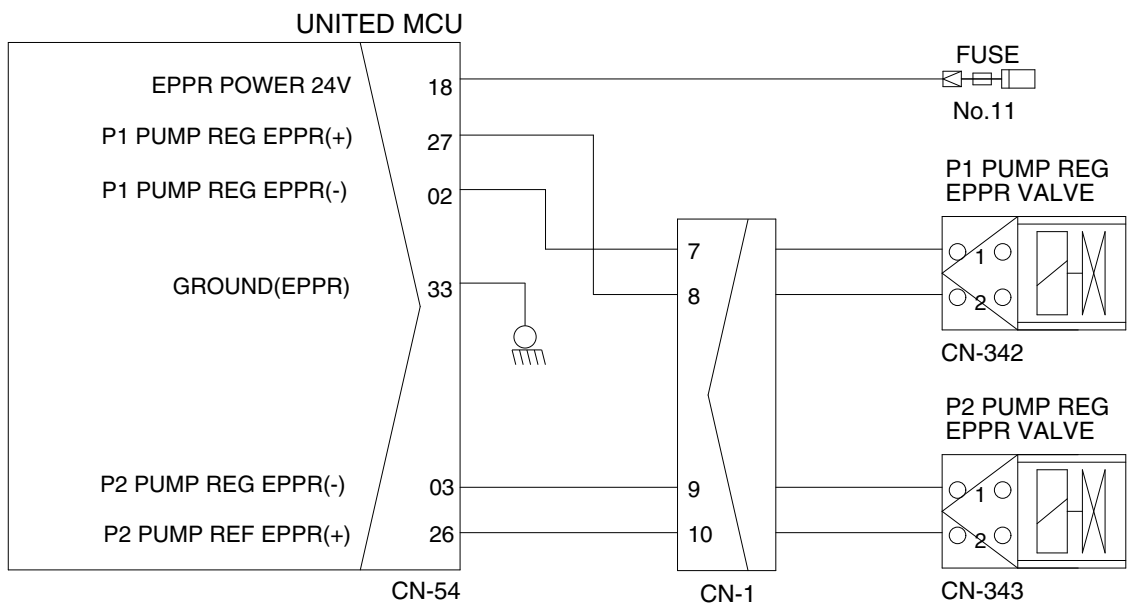 UNITED MCU
EPPR POWER 24V
18
FUSE
No.11
P1 PUMP REG EPPR(+)
27
P1 PUMP REG EPPR(-)
02
P1 PUMP REG
EPPR VALVE
7
1
GROUND(EPPR)
33
8
2
CN-342
P2 PUMP REG
EPPR VALVE
P2 PUMP REG EPPR(-)
03
9
1
P2 PUMP REF EPPR(+)
26
10
2
CN-54
CN-1
CN-343